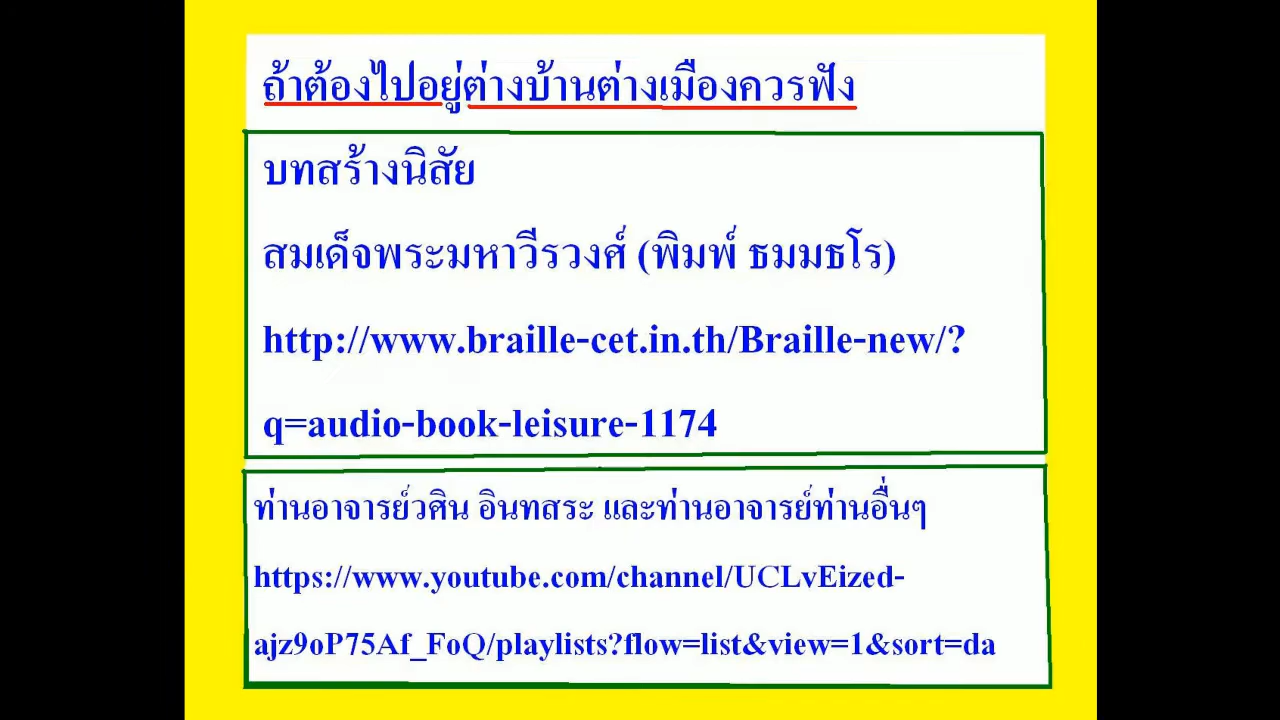 ถ้าต้องไปอยู่ต่างบ้านต่างเมืองควรฟัง
บทสร้างนิสัย
สมเด็จพระมหาวีรวงศ์ (พิมพ์ ธมมธโร)
http://www.braille-cet.in.th/Braille-new/?
q=audio-book-leisure-1174
ท่านอาจารย์วศิน อินทสระ และท่านอาจารย์ท่านอื่นๆ
https://www.youtube.com/channel/UCLvEized-
ajz9oP75Af_FoQ/playlists?flow=list&view=1&sort=da